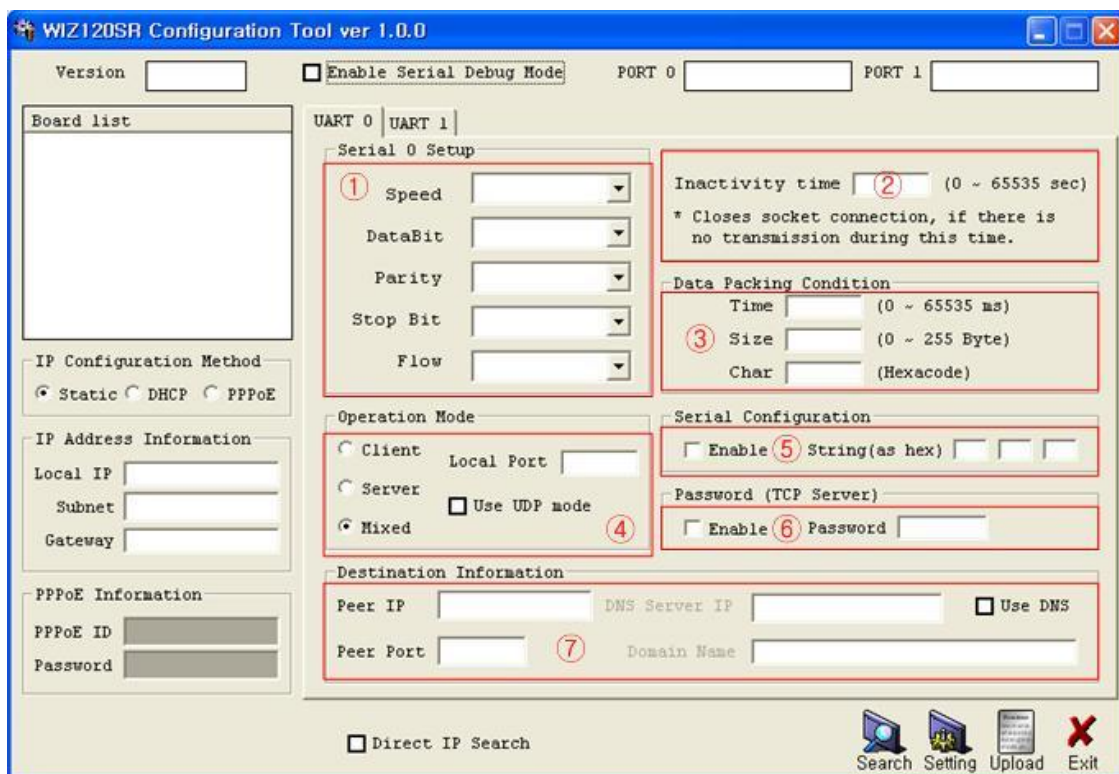 WIZ120SR Configuration Tool ver 1.0.0
Version
Enable Serial Debug Mode
PORT 0
PORT 1
Board list
IP Configuration Method
Static DHCP PPPoE
IP Address Information
Local IP
Subnet
Gateway
PPPoE Information
PPPoE ID
Password
UART 0 UART 1
Serial 0 Setup
①
Speed
DataBit
Parity
Stop Bit
Flow
Inactivity time ② (0 ~ 65535 sec)
* Closes socket connection, if there is
no transmission during this time.
Data Packing Condition
Time (0 ~ 65535 ms)
③ Size (0 ~ 255 Byte)
Char (Hexacode)
Operation Mode
Client
Local Port
Server
Use UDP mode
Mixed
④
Serial Configuration
Enable ⑤ String(as hex)
Password (TCP Server)
Enable ⑥ Password
Destination Information
Peer IP DNS Server IP Use DNS
Peer Port ⑦ Domain Name
Direct IP Search
Search Setting Upload Exit